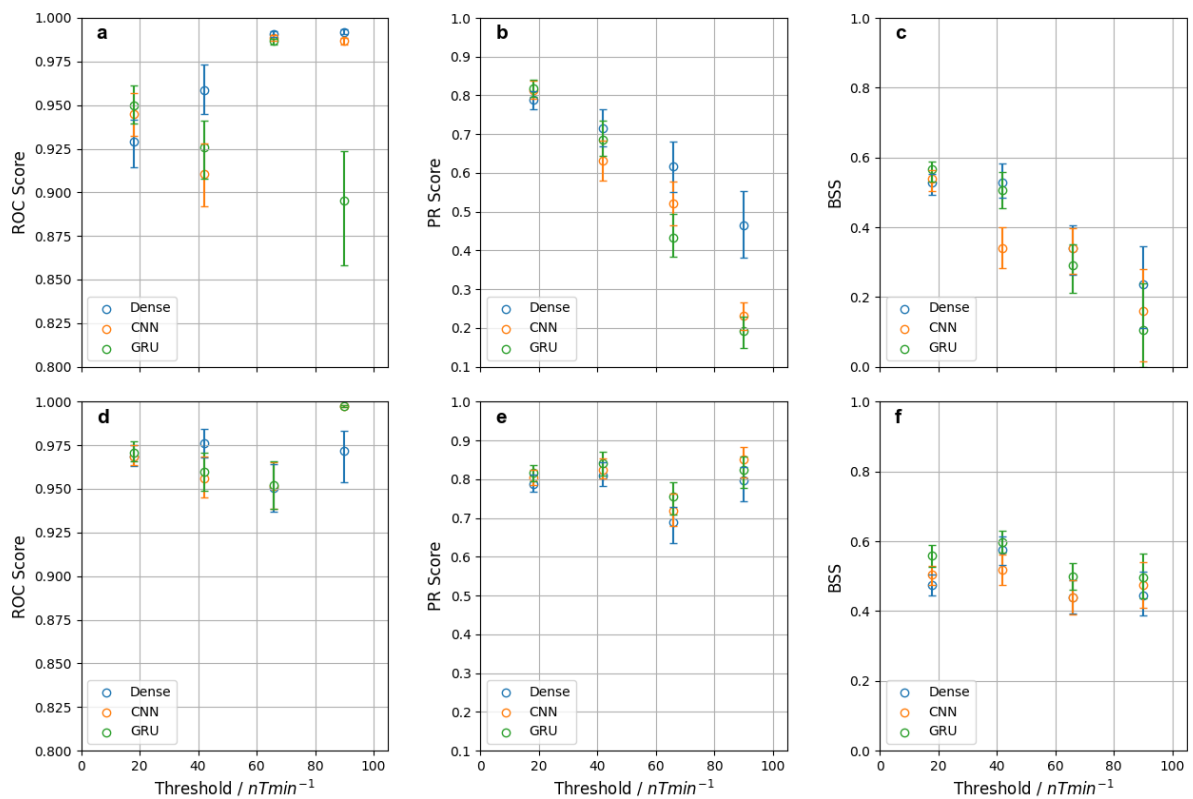 a
1.000
0.975
0.950
0.925
0.900
0.875
0.850
0.825
0.800
ROC Score
Dense
CNN
GRU
b
1.0
0.9
0.8
0.7
0.6
0.5
0.4
0.3
0.2
0.1
PR Score
Dense
CNN
GRU
c
1.0
0.8
0.6
0.4
0.2
0.0
BSS
Dense
CNN
GRU
d
1.000
0.975
0.950
0.925
0.900
0.875
0.850
0.825
0.800
ROC Score
Dense
CNN
GRU
0 20 40 60 80 100
Threshold / nTmin⁻¹
e
1.0
0.9
0.8
0.7
0.6
0.5
0.4
0.3
0.2
0.1
PR Score
Dense
CNN
GRU
0 20 40 60 80 100
Threshold / nTmin⁻¹
f
1.0
0.8
0.6
0.4
0.2
0.0
BSS
Dense
CNN
GRU
0 20 40 60 80 100
Threshold / nTmin⁻¹